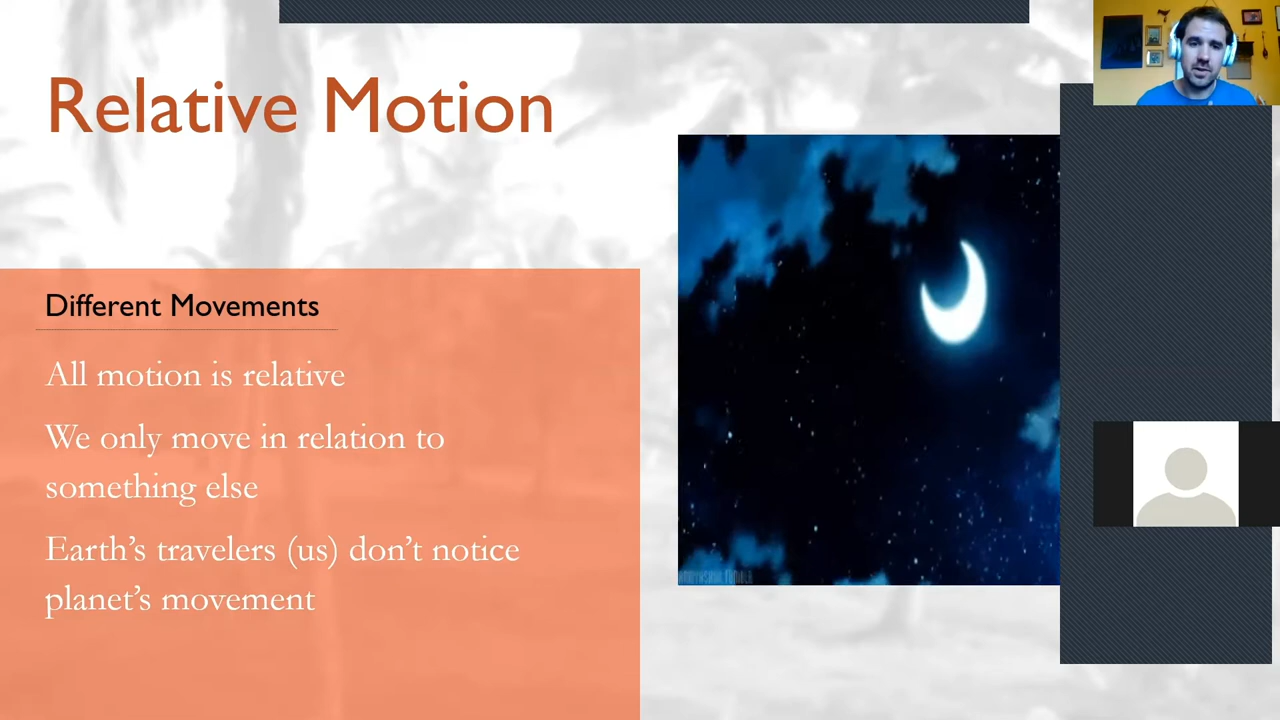 Relative Motion
Different Movements
All motion is relative
We only move in relation to
something else
Earth's travelers (us) don't notice
planet's movement